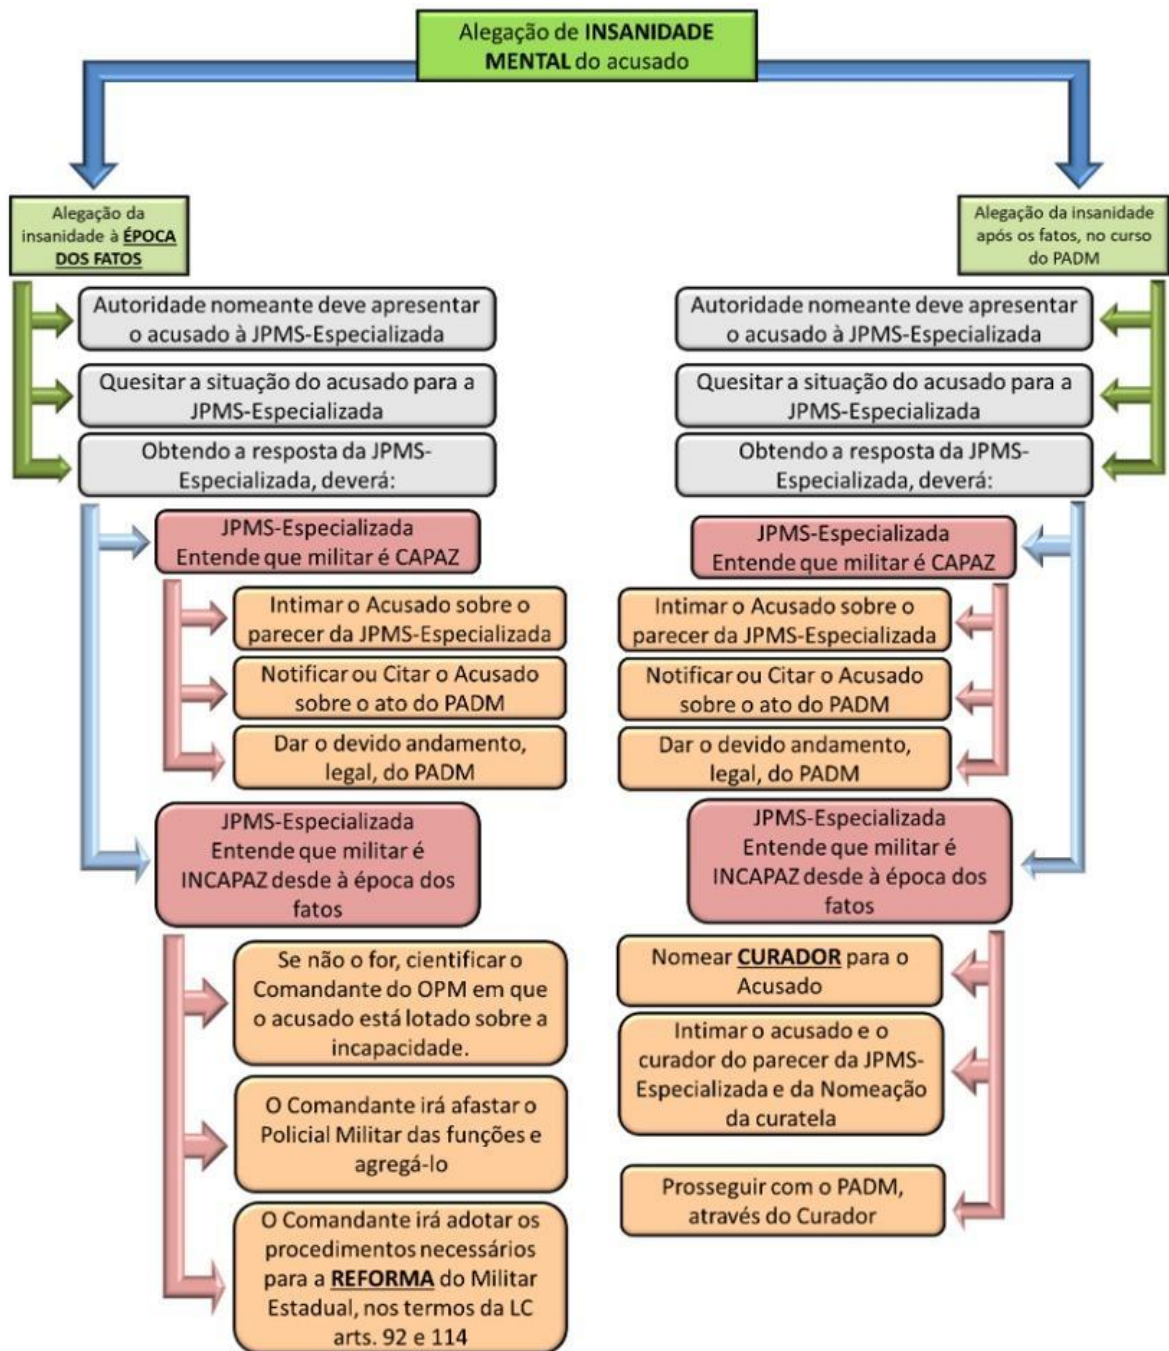 Alegação de INSANIDADE
MENTAL do acusado
Alegação da
insanidade à ÉPOCA
DOS FATOS
Autoridade nomeante deve apresentar
o acusado à JPMS-Especializada
Quesitar a situação do acusado para a
JPMS-Especializada
Obtendo a resposta da JPMS-
Especializada, deverá:
JPMS-Especializada
Entende que militar é CAPAZ
Intimar o Acusado sobre o
parecer da JPMS-Especializada
Notificar ou Citar o Acusado
sobre o ato do PADM
Dar o devido andamento,
legal, do PADM
JPMS-Especializada
Entende que militar é
INCAPAZ desde à época dos
fatos
Se não o for, cientificar o
Comandante do OPM em que
o acusado está lotado sobre a
incapacidade.
O Comandante irá afastar o
Policial Militar das funções e
agregá-lo
O Comandante irá adotar os
procedimentos necessários
para a REFORMA do Militar
Estadual, nos termos da LC
arts. 92 e 114
Alegação da insanidade
após os fatos, no curso
do PADM
Autoridade nomeante deve apresentar
o acusado à JPMS-Especializada
Quesitar a situação do acusado para a
JPMS-Especializada
Obtendo a resposta da JPMS-
Especializada, deverá:
JPMS-Especializada
Entende que militar é CAPAZ
Intimar o Acusado sobre o
parecer da JPMS-Especializada
Notificar ou Citar o Acusado
sobre o ato do PADM
Dar o devido andamento,
legal, do PADM
JPMS-Especializada
Entende que militar é
INCAPAZ desde à época dos
fatos
Nomear CURADOR para o
Acusado
Intimar o acusado e o
curador do parecer da JPMS-
Especializada e da Nomeação
da curatela
Prosseguir com o PADM,
através do Curador